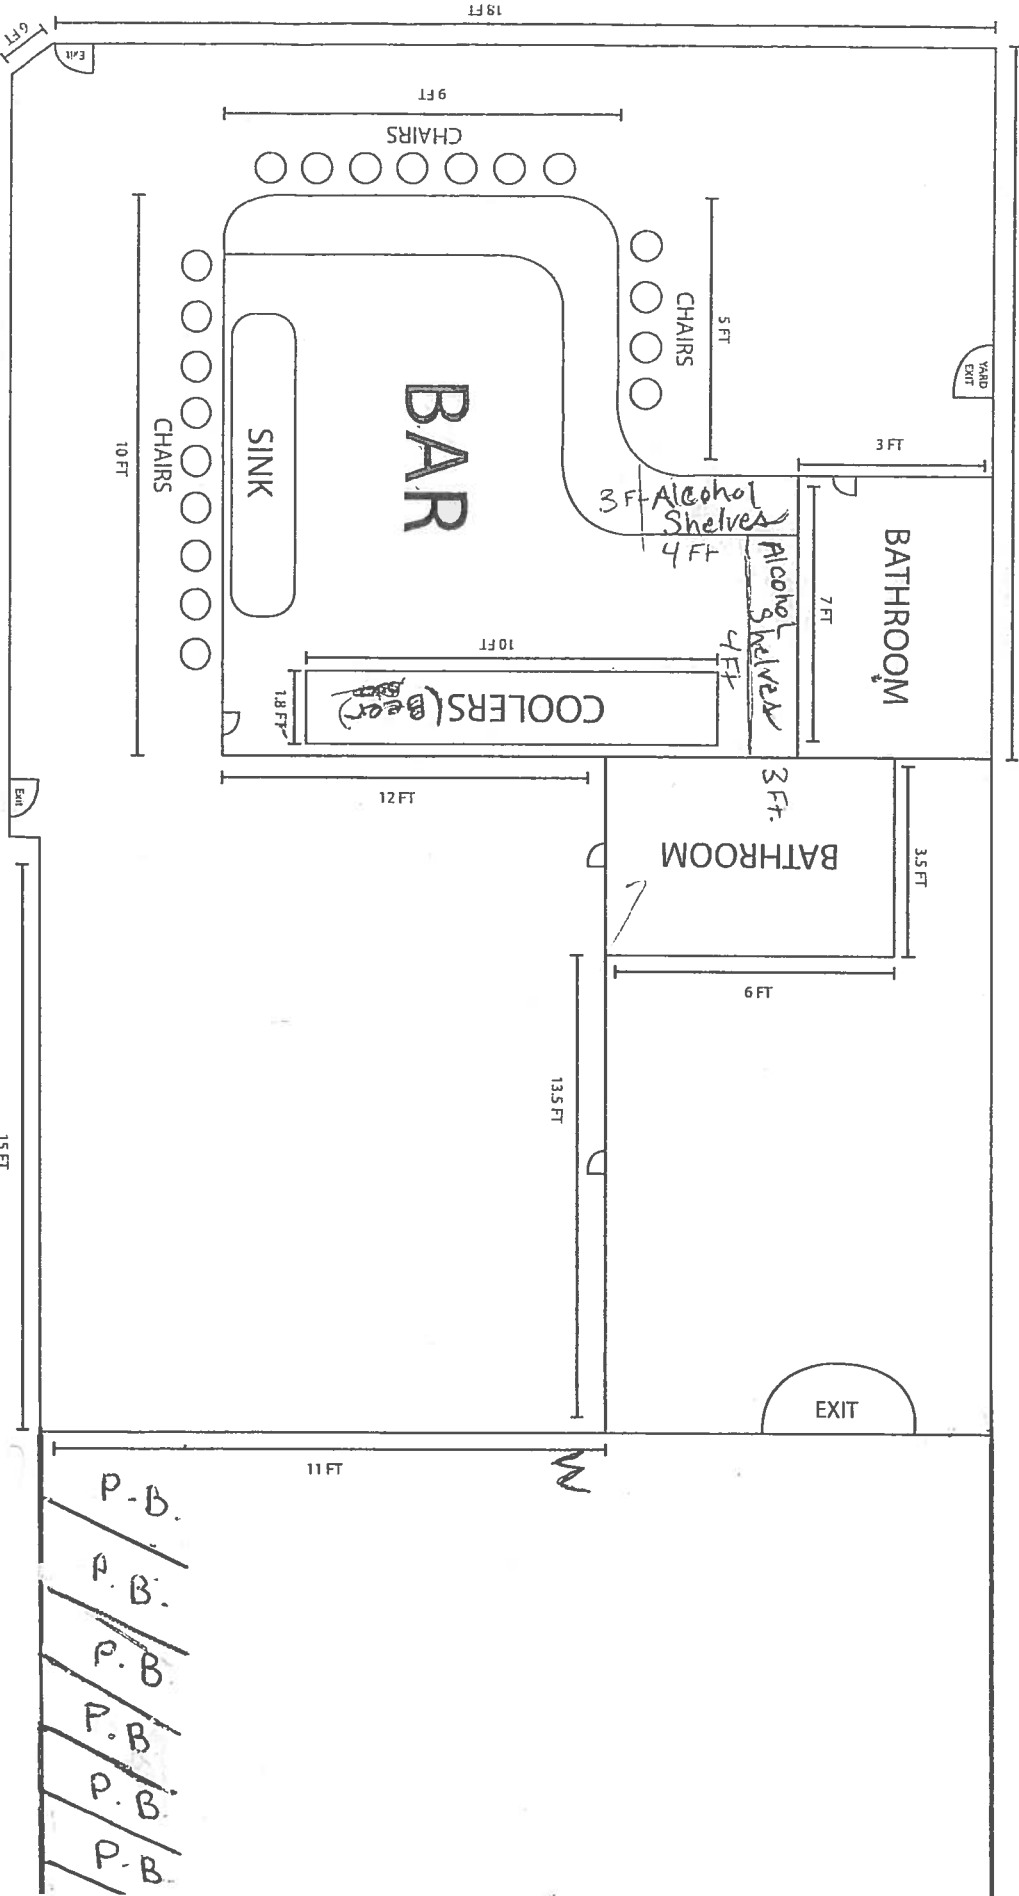 18 FT
6 FT
Exit
9 FT
CHAIRS
CHAIRS
5 FT
YARD
EXIT
3 FT
BAR
SINK
CHAIRS
10 FT
3 Ft Alcohol
Shelves
4 Ft
Alcohol
Shelves
4 Ft
7 FT
BATHROOM
10 FT
1.8 FT
COOLERS (Beer)
Exit
12 FT
3 Ft.
BATHROOM
3.5 FT
6 FT
13.5 FT
15 FT
EXIT
11 FT
P-B.
P.B.
P.B
P.B
P.B
P-B